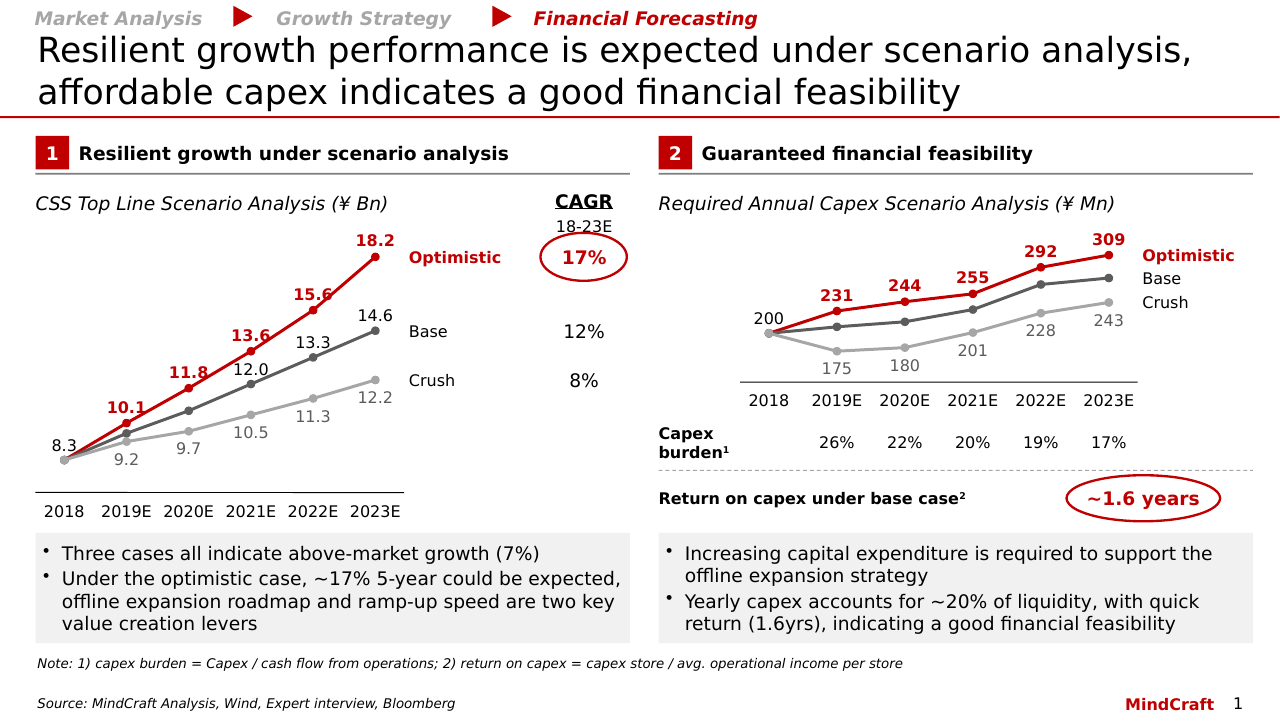 Market Analysis
Growth Strategy
Financial Forecasting
Resilient growth performance is expected under scenario analysis,
affordable capex indicates a good financial feasibility
1 Resilient growth under scenario analysis
CSS Top Line Scenario Analysis (¥ Bn)
CAGR
18-23E
18.2
15.6
13.6
11.8
10.1
8.3
14.6
13.3
12.0
12.2
11.3
10.5
9.7
9.2
Optimistic 17%
Base 12%
Crush 8%
2018 2019E 2020E 2021E 2022E 2023E
• Three cases all indicate above-market growth (7%)
• Under the optimistic case, ~17% 5-year could be expected,
offline expansion roadmap and ramp-up speed are two key
value creation levers
2 Guaranteed financial feasibility
Required Annual Capex Scenario Analysis (¥ Mn)
200 231 244 255 292 309
175 180 201 228 243
Optimistic
Base
Crush
2018 2019E 2020E 2021E 2022E 2023E
Capex
burden¹
26% 22% 20% 19% 17%
Return on capex under base case² ~1.6 years
• Increasing capital expenditure is required to support the
offline expansion strategy
• Yearly capex accounts for ~20% of liquidity, with quick
return (1.6yrs), indicating a good financial feasibility
Note: 1) capex burden = Capex / cash flow from operations; 2) return on capex = capex store / avg. operational income per store
Source: MindCraft Analysis, Wind, Expert interview, Bloomberg
MindCraft 1